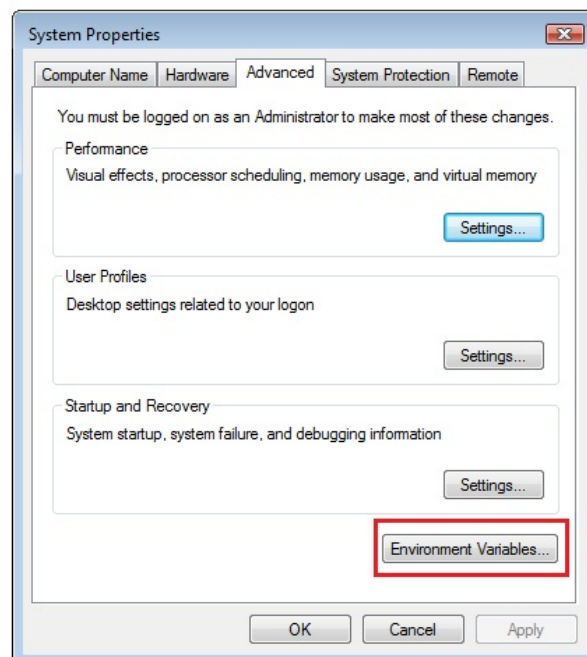 System Properties
Computer Name Hardware Advanced System Protection Remote
You must be logged on as an Administrator to make most of these changes.
Performance
Visual effects, processor scheduling, memory usage, and virtual memory
Settings...
User Profiles
Desktop settings related to your logon
Settings...
Startup and Recovery
System startup, system failure, and debugging information
Settings...
Environment Variables...
OK Cancel Apply